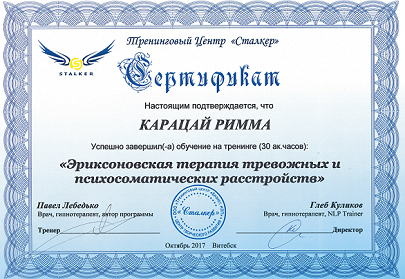 Тренинговый Центр «Сталкер»
STALKER
Сертификат
Настоящим подтверждается, что
КАРАЦАЙ РИММА
Успешно завершил(-а) обучение на тренинге (30 ак.часов):
«Эриксоновская терапия тревожных и
психосоматических расстройств»
Павел Лебедько
Врач, гипнотерапевт, автор программы
Глеб Куликов
Врач, гипнотерапевт, NLP Trainer
Тренер
Сталкер
Директор
Октябрь 2017 Витебск